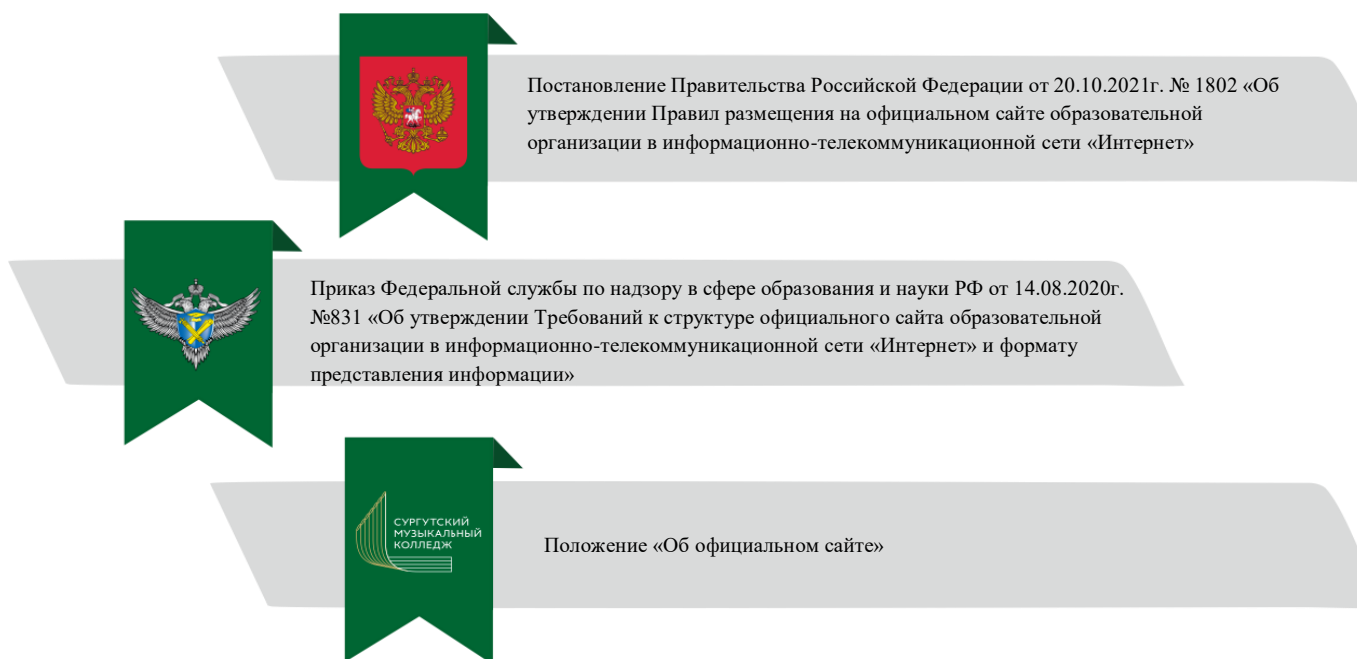 Постановление Правительства Российской Федерации от 20.10.2021г. № 1802 «Об
утверждении Правил размещения на официальном сайте образовательной
организации в информационно-телекоммуникационной сети «Интернет»
Приказ Федеральной службы по надзору в сфере образования и науки РФ от 14.08.2020г.
№831 «Об утверждении Требований к структуре официального сайта образовательной
организации в информационно-телекоммуникационной сети «Интернет» и формату
представления информации»
СУРГУТСКИЙ
МУЗЫКАЛЬНЫЙ
КОЛЛЕДЖ
Положение «Об официальном сайте»